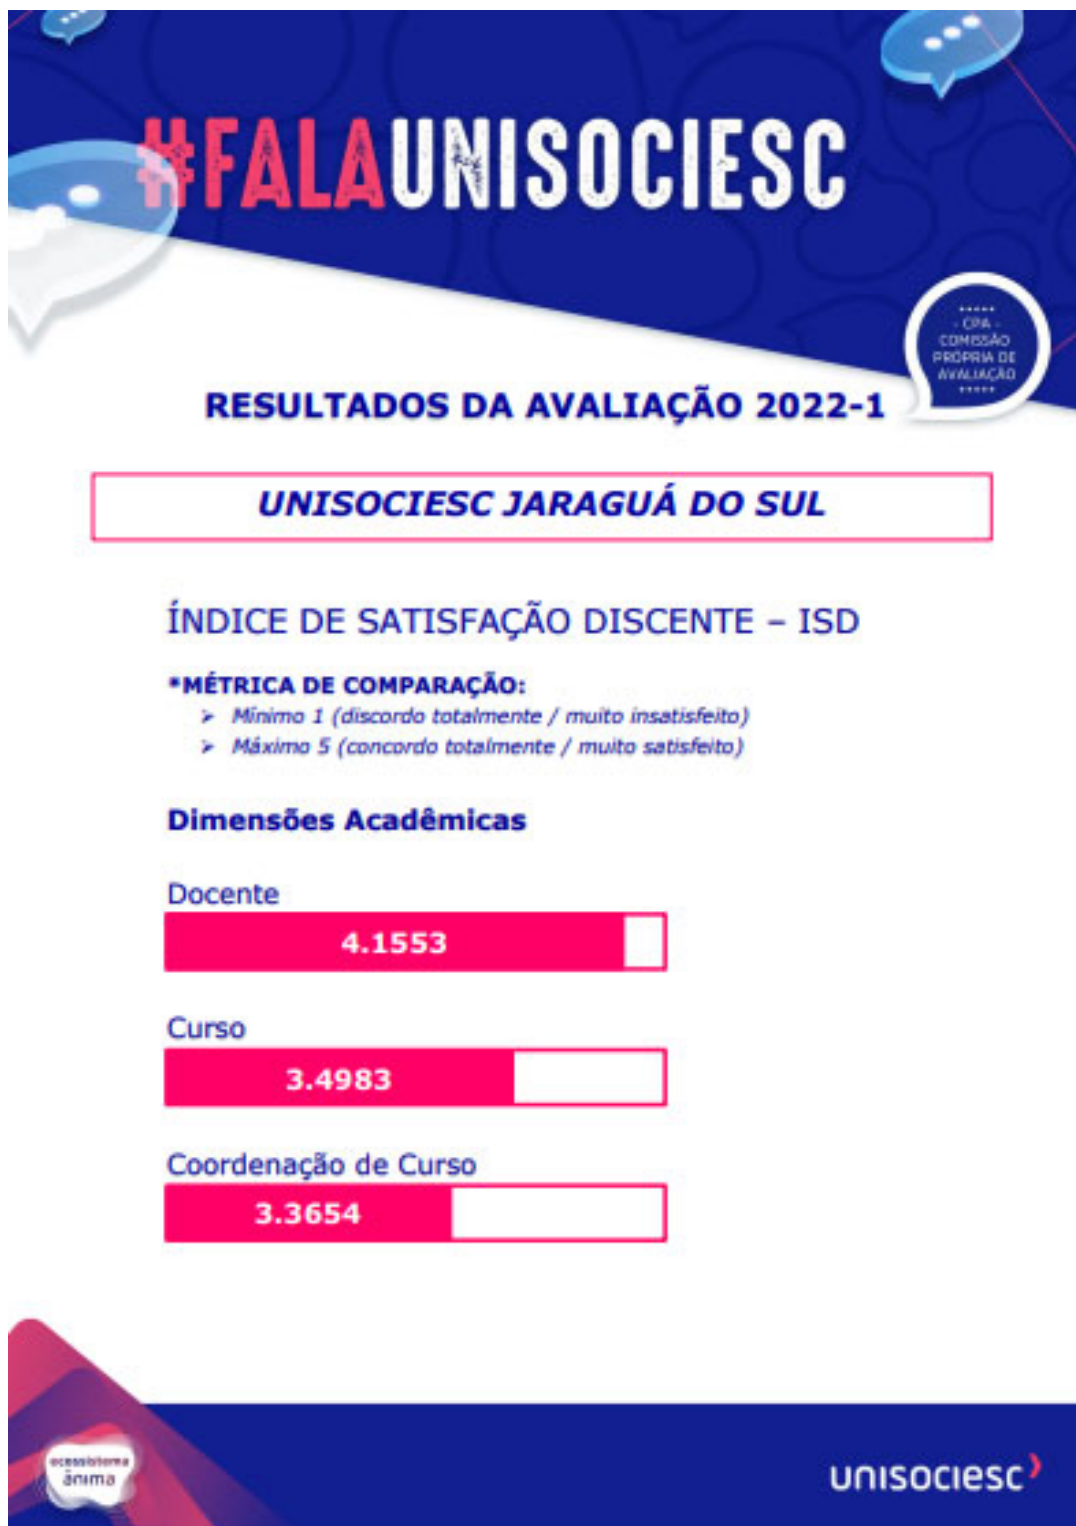 #FALAUNISOCIESC
- CPA -
COMISSÃO
PRÓPRIA DE
AVALIAÇÃO
RESULTADOS DA AVALIAÇÃO 2022-1
UNISOCIESC JARAGUÁ DO SUL
ÍNDICE DE SATISFAÇÃO DISCENTE – ISD
*MÉTRICA DE COMPARAÇÃO:
➢ Mínimo 1 (discordo totalmente / muito insatisfeito)
➢ Máximo 5 (concordo totalmente / muito satisfeito)
Dimensões Acadêmicas
Docente
4.1553
Curso
3.4983
Coordenação de Curso
3.3654
ecossistema
ânima
unisociesc